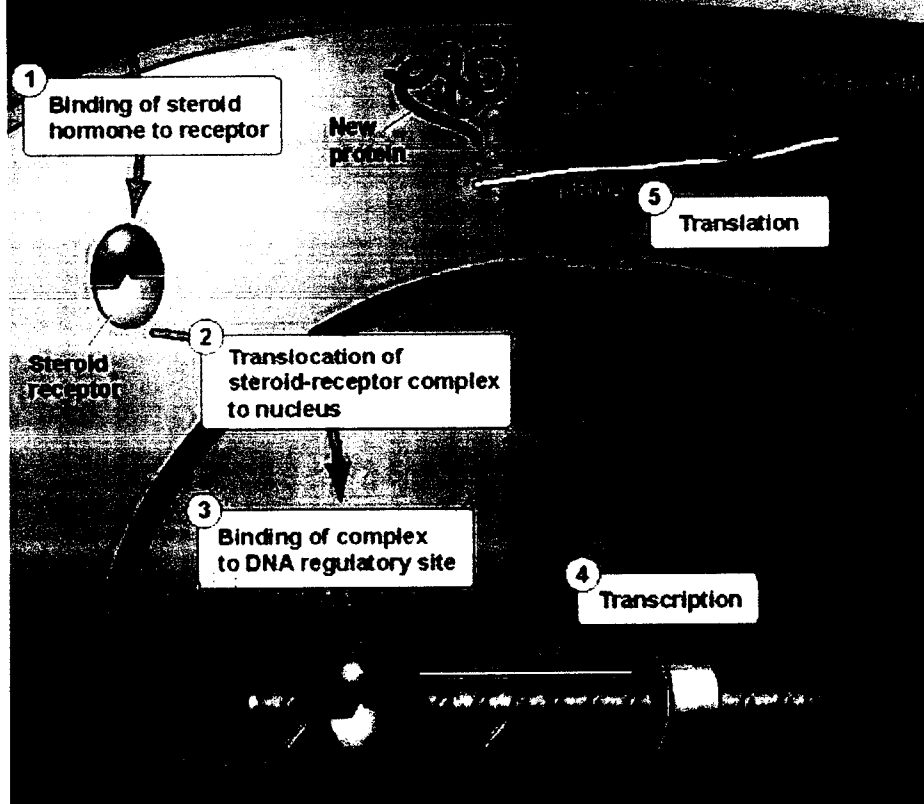 1
Binding of steroid
hormone to receptor
New
protein
5
Translation
Steroid
receptor
2
Translocation of
steroid-receptor complex
to nucleus
3
Binding of complex
to DNA regulatory site
4
Transcription